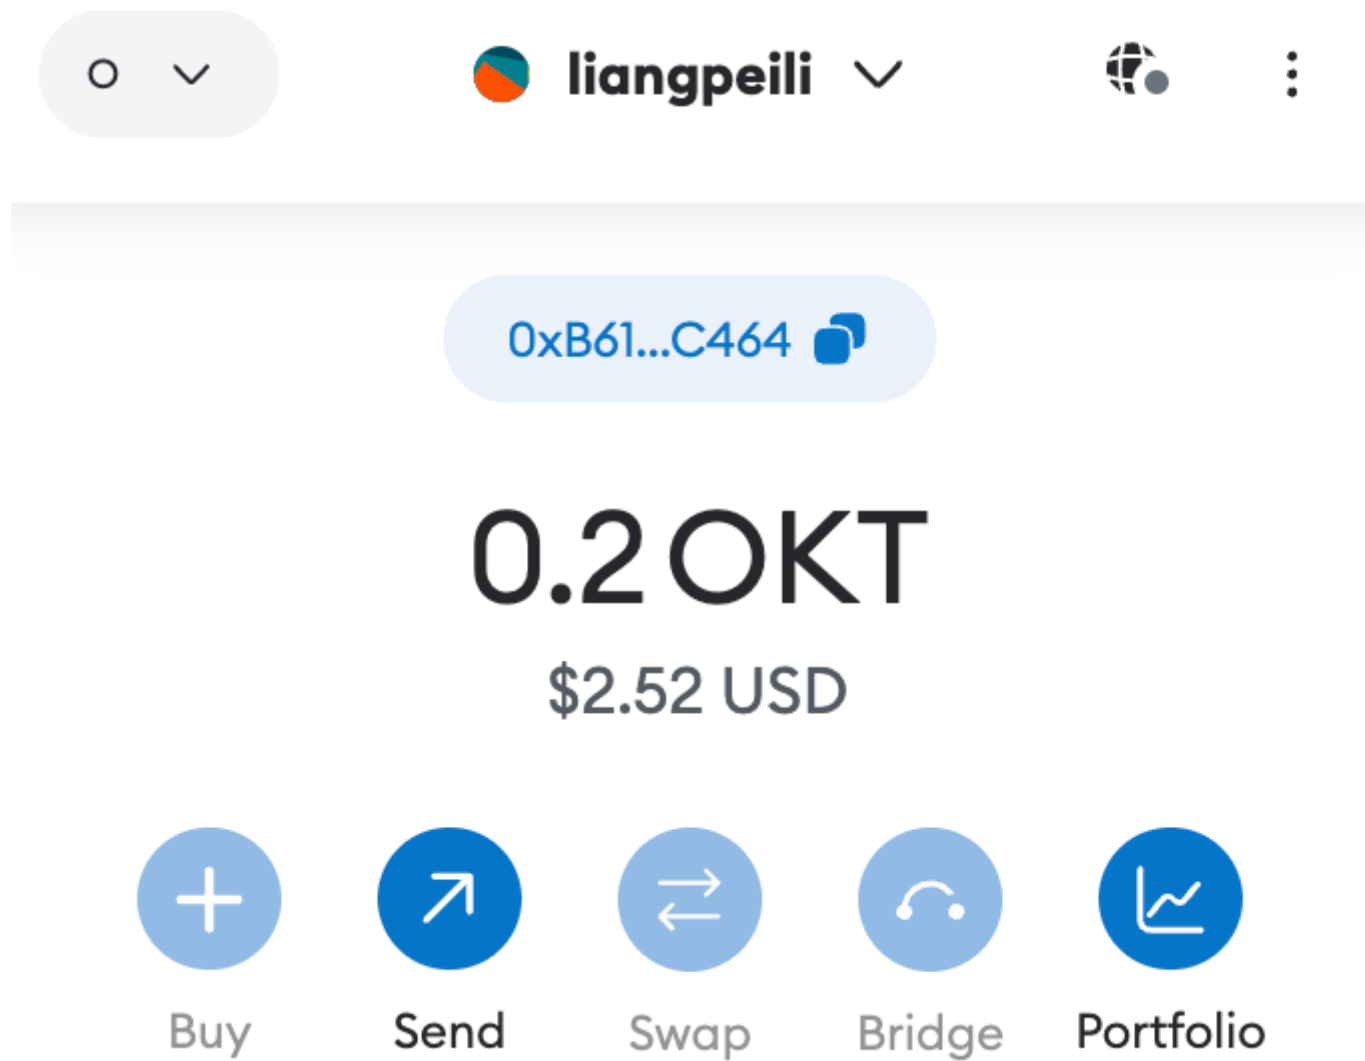 O
liangpeili
0xB61...C464
0.2 OKT
$2.52 USD
Buy
Send
Swap
Bridge
Portfolio